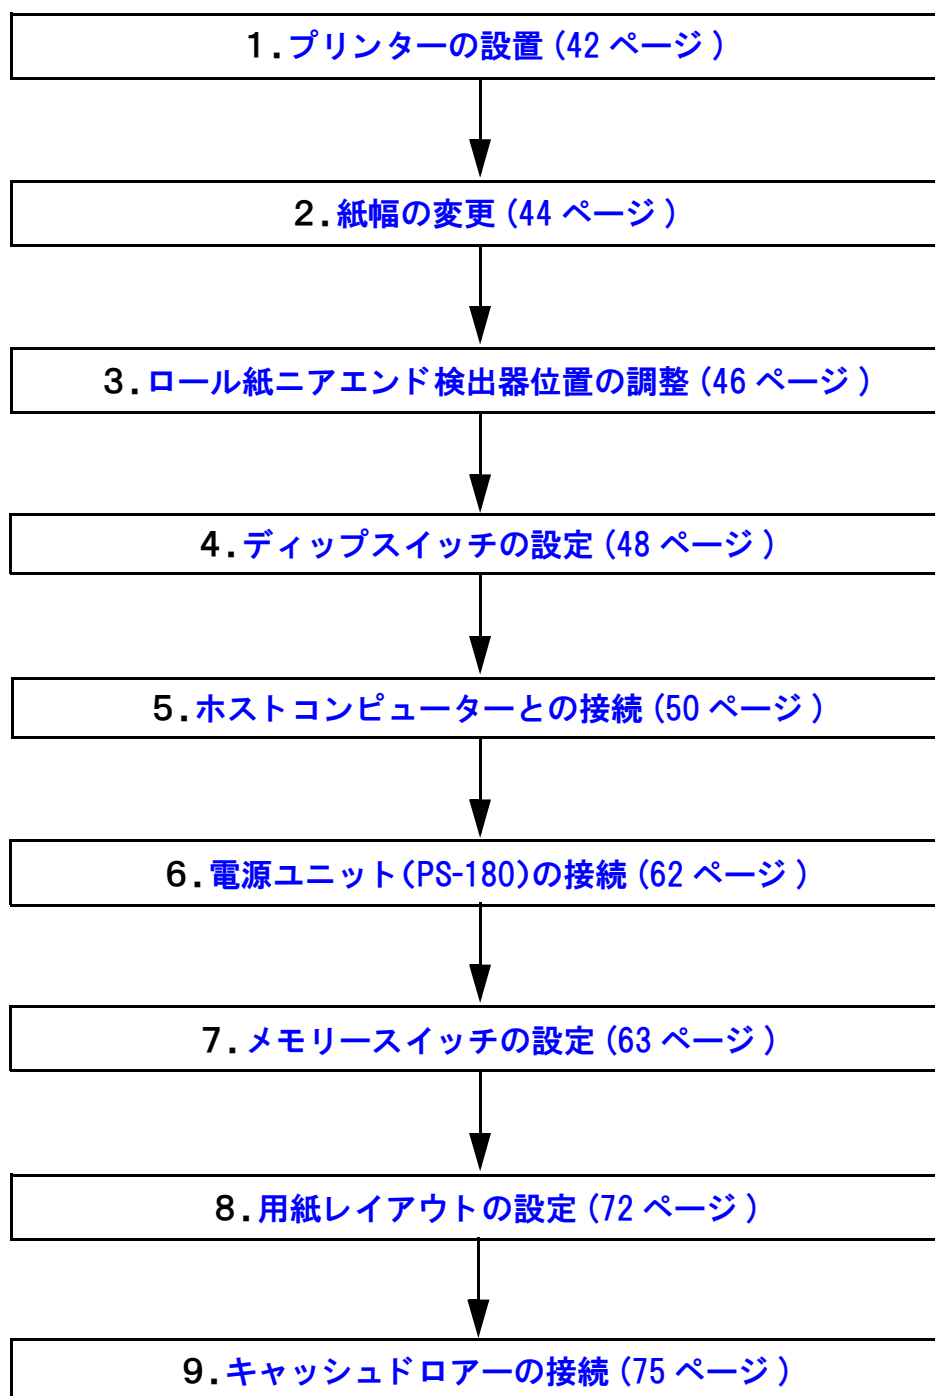 1.プリンターの設置 (42 ページ )
2.紙幅の変更 (44 ページ )
3.ロール紙ニアエンド検出器位置の調整 (46 ページ )
4.ディップスイッチの設定 (48 ページ )
5.ホストコンピューターとの接続 (50 ページ )
6.電源ユニット(PS-180)の接続 (62 ページ )
7.メモリースイッチの設定 (63 ページ )
8.用紙レイアウトの設定 (72 ページ )
9.キャッシュドロアーの接続 (75 ページ )